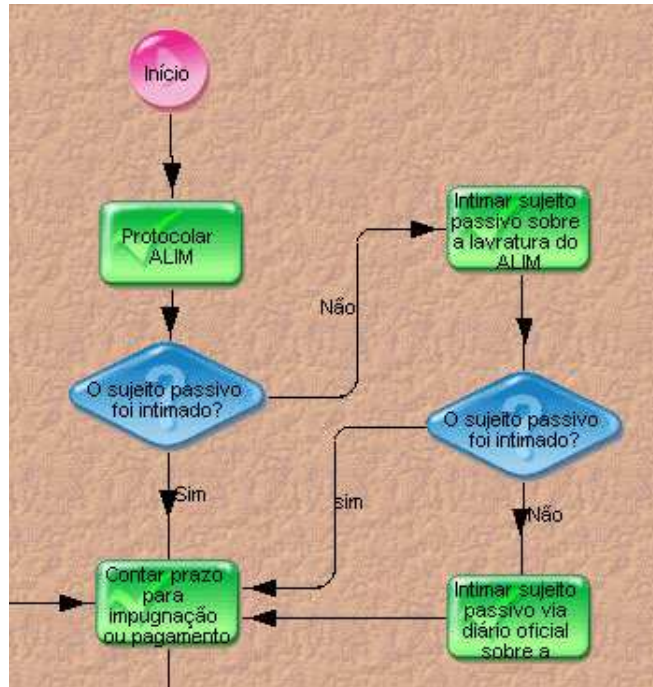 Início
Protocolar
ALIM
Intimar sujeito
passivo sobre
a lavratura do
ALIM
Não
O sujeito passivo
foi intimado?
O sujeito passivo
foi intimado?
Sim
sim
Não
Contar prazo
para
impugnação
ou pagamento
Intimar sujeito
passivo via
diário oficial
sobre a